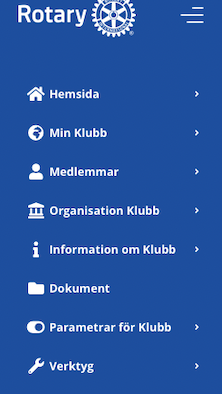 Rotary
Hemsida
Min Klubb
Medlemmar
Organisation Klubb
Information om Klubb
Dokument
Parametrar för Klubb
Verktyg